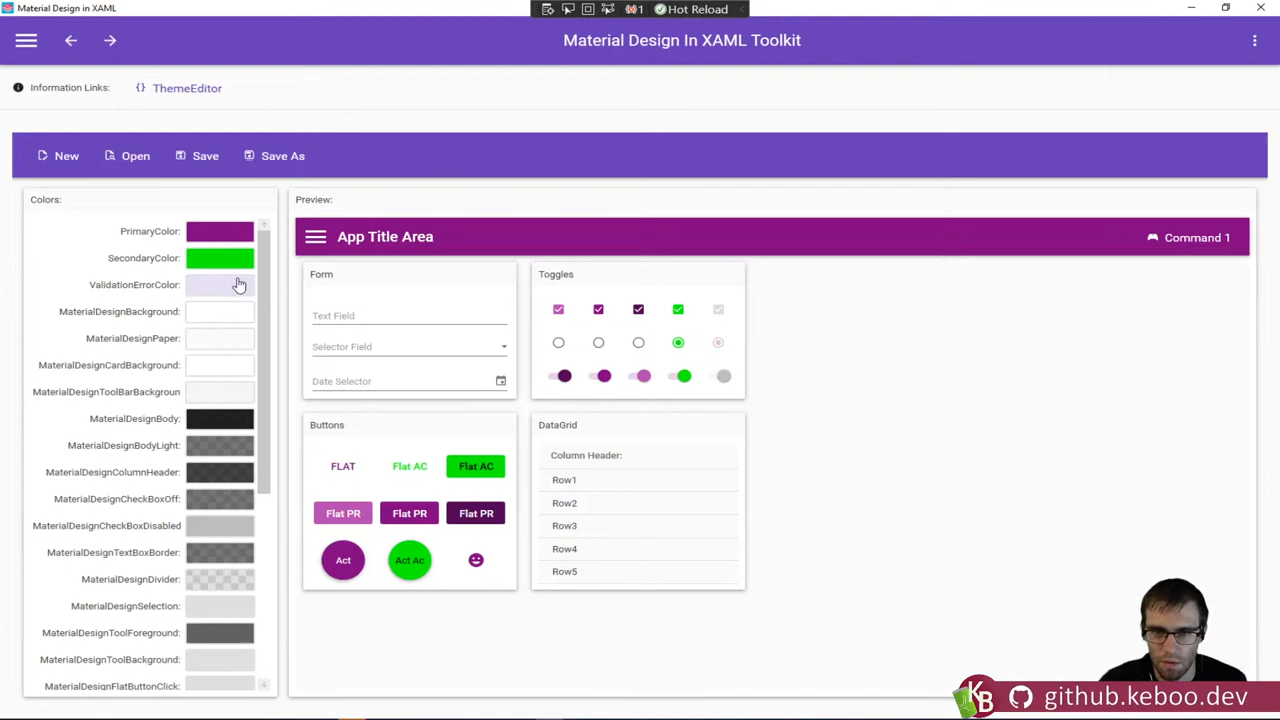 Material Design in XAML
1
Hot Reload
Material Design In XAML Toolkit
Information Links:
{} ThemeEditor
New
Open
Save
Save As
Colors:
PrimaryColor:
SecondaryColor:
ValidationErrorColor:
MaterialDesignBackground:
MaterialDesignPaper:
MaterialDesignCardBackground:
MaterialDesignToolBarBackgroun
MaterialDesignBody:
MaterialDesignBodyLight:
MaterialDesignColumnHeader:
MaterialDesignCheckBoxOff:
MaterialDesignCheckBoxDisabled
MaterialDesignTextBoxBorder:
MaterialDesignDivider:
MaterialDesignSelection:
MaterialDesignToolForeground:
MaterialDesignToolBackground:
MaterialDesignFlatButtonClick:
Preview:
App Title Area
Command 1
Form
Text Field
Selector Field
Date Selector
Toggles
Buttons
FLAT
Flat AC
Flat AC
Flat PR
Flat PR
Flat PR
Act
Act Ac
DataGrid
Column Header:
Row1
Row2
Row3
Row4
Row5
KB
github.keboo.dev